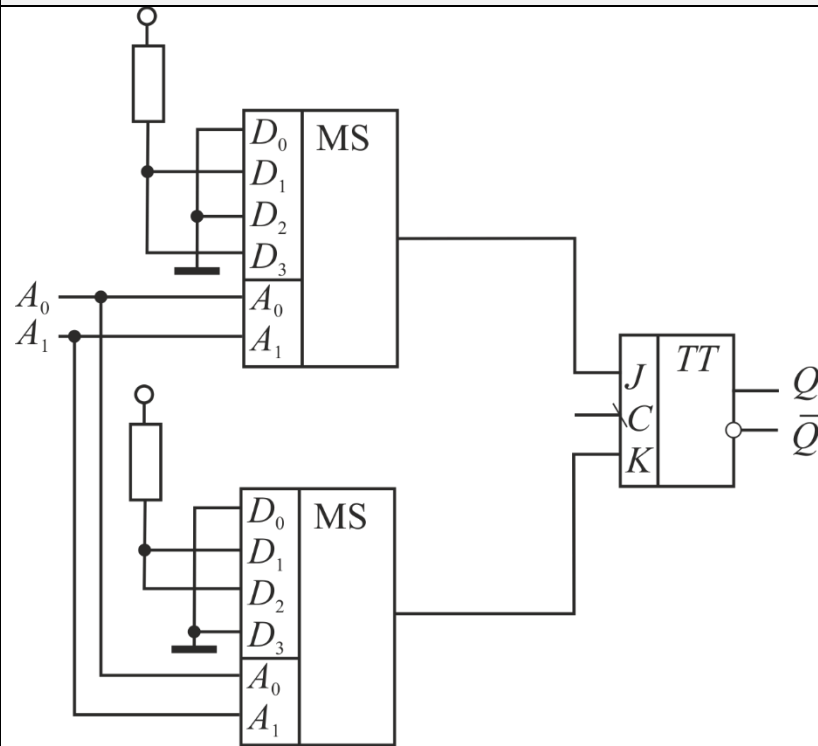 D₀ MS
D₁
D₂
D₃
A₀ A₀
A₁ A₁
J TT Q
C Q̅
K
D₀ MS
D₁
D₂
D₃
A₀
A₁